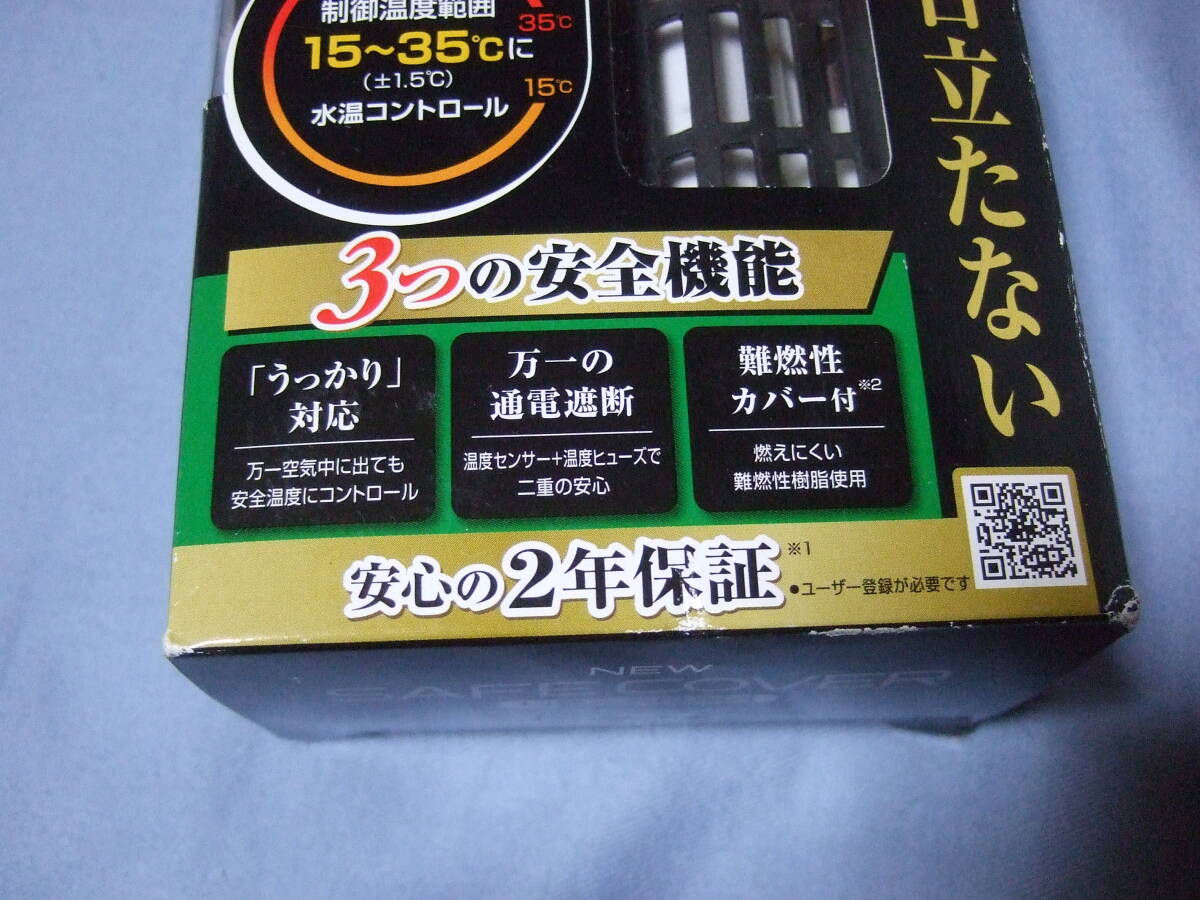 制御温度範囲
35℃
15～35℃に
(±1.5℃)
15℃
水温コントロール
目立たない
3つの安全機能
「うっかり」
対応
万一空気中に出ても
安全温度にコントロール
万一の
通電遮断
温度センサー+温度ヒューズで
二重の安心
難燃性
カバー付※2
燃えにくい
難燃性樹脂使用
安心の2年保証※1
●ユーザー登録が必要です
NEW
SAFE COVER